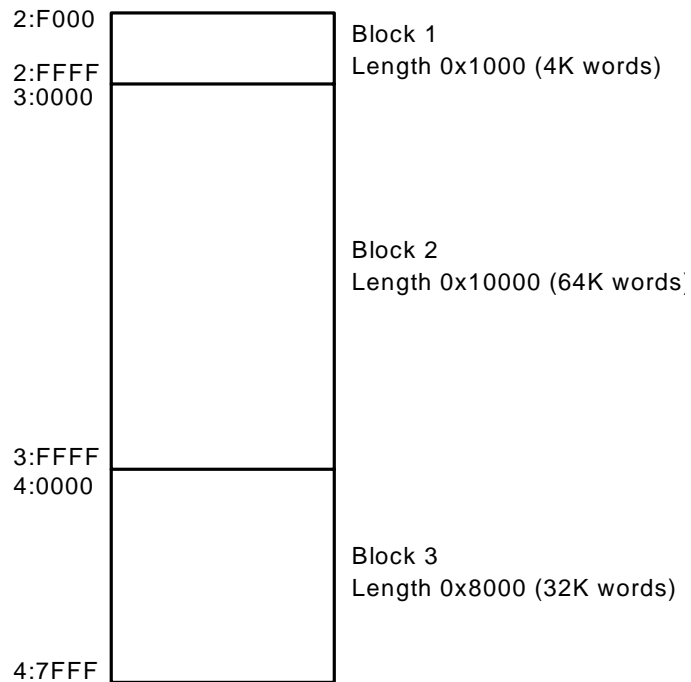 2:F000
Block 1
Length 0x1000 (4K words)
2:FFFF
3:0000
Block 2
Length 0x10000 (64K words)
3:FFFF
4:0000
Block 3
Length 0x8000 (32K words)
4:7FFF